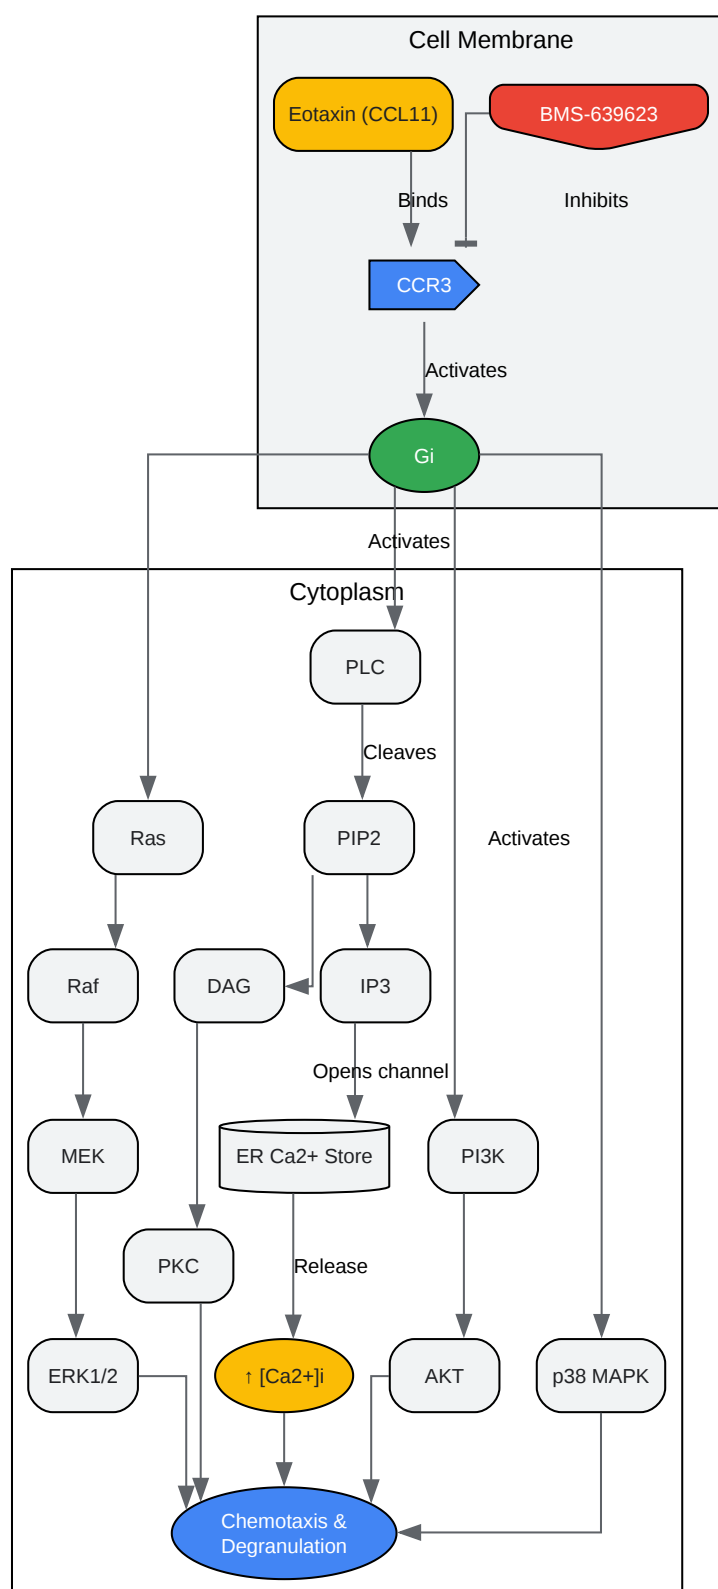 Cell Membrane
Eotaxin (CCL11)
BMS-639623
Binds
Inhibits
CCR3
Activates
Gi
Activates
Cytoplasm
PLC
Cleaves
Ras
PIP2
Activates
Raf
DAG
IP3
Opens channel
MEK
ER Ca2+ Store
PI3K
PKC
Release
ERK1/2
↑ [Ca2+]i
AKT
p38 MAPK
Chemotaxis &
Degranulation